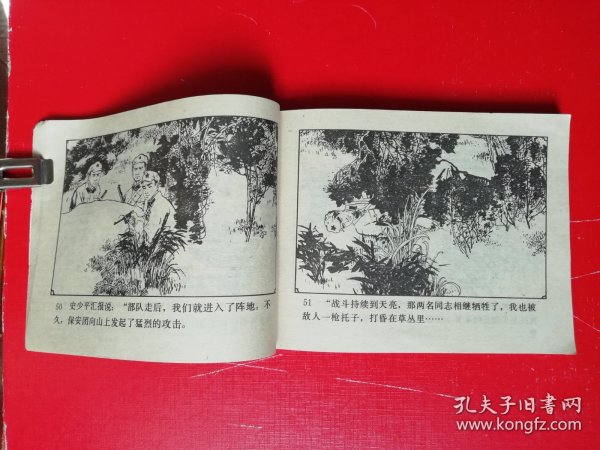 50 史少平汇报说：“部队走后，我们就进入了阵地。不
久，保安团向山上发起了猛烈的攻击。
51 “战斗持续到天亮，那两名同志相继牺牲了，我也被
敌人一枪托子，打昏在草丛里……
孔夫子旧书网
www.kongfz.com